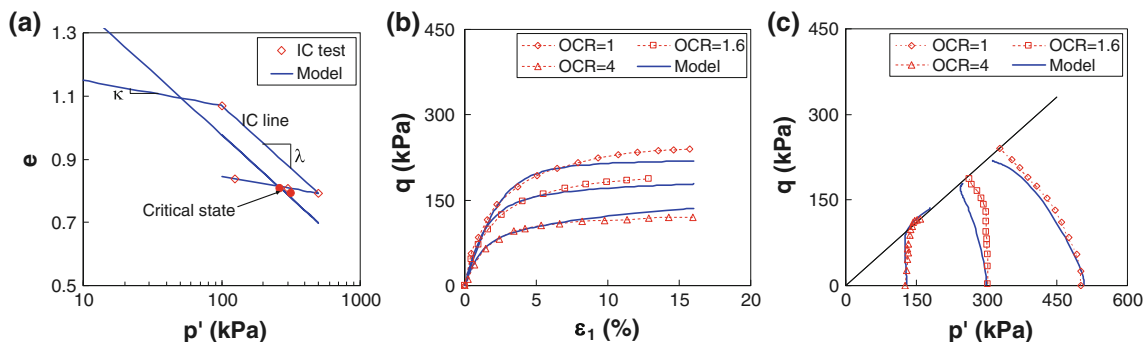 (a)
1.3
1.1
0.9
0.7
0.5
e
IC test
Model
κ
IC line
λ
Critical state
10
100
1000
p' (kPa)
(b)
450
300
150
0
q (kPa)
OCR=1
OCR=1.6
OCR=4
Model
0
5
10
15
20
ε1 (%)
(c)
450
300
150
0
q (kPa)
OCR=1
OCR=1.6
OCR=4
Model
0
150
300
450
600
p' (kPa)